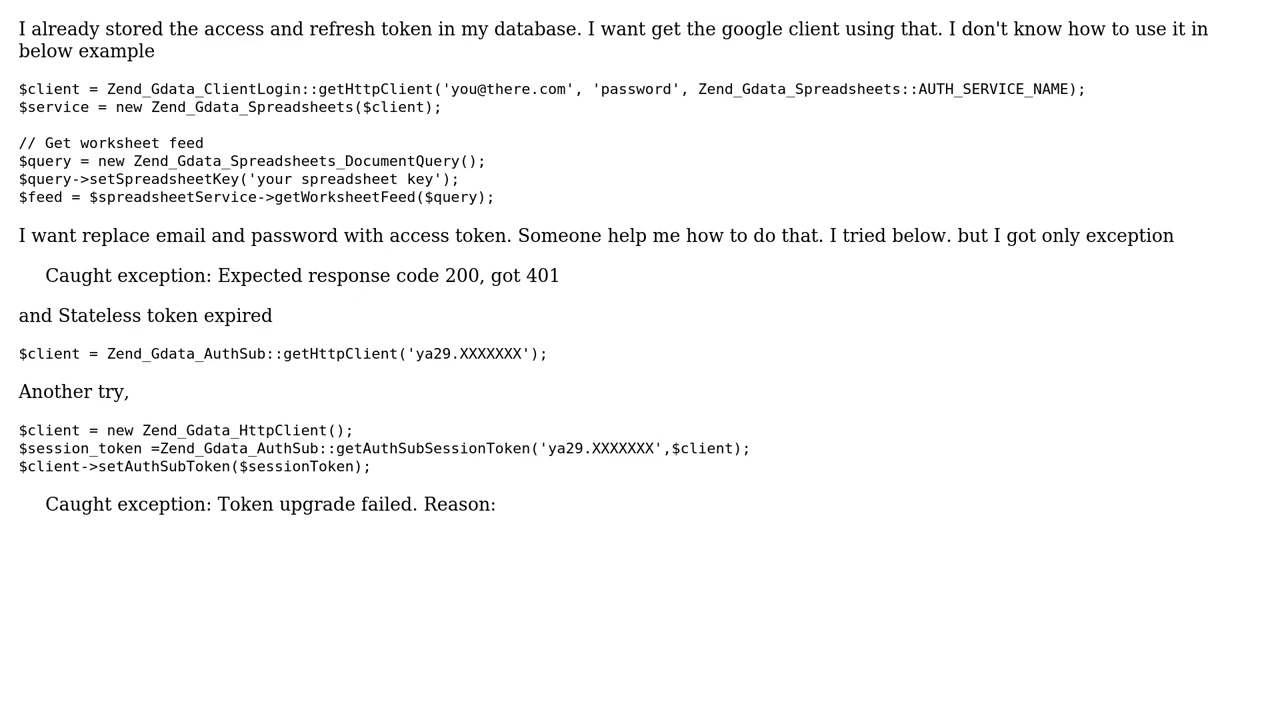 I already stored the access and refresh token in my database. I want get the google client using that. I don't know how to use it in
below example
$client = Zend_Gdata_ClientLogin::getHttpClient('you@there.com', 'password', Zend_Gdata_Spreadsheets::AUTH_SERVICE_NAME);
$service = new Zend_Gdata_Spreadsheets($client);
// Get worksheet feed
$query = new Zend_Gdata_Spreadsheets_DocumentQuery();
$query->setSpreadsheetKey('your spreadsheet key');
$feed = $spreadsheetService->getWorksheetFeed($query);
I want replace email and password with access token. Someone help me how to do that. I tried below. but I got only exception
Caught exception: Expected response code 200, got 401
and Stateless token expired
$client = Zend_Gdata_AuthSub::getHttpClient('ya29.XXXXXXX');
Another try,
$client = new Zend_Gdata_HttpClient();
$session_token =Zend_Gdata_AuthSub::getAuthSubSessionToken('ya29.XXXXXXX',$client);
$client->setAuthSubToken($sessionToken);
Caught exception: Token upgrade failed. Reason: